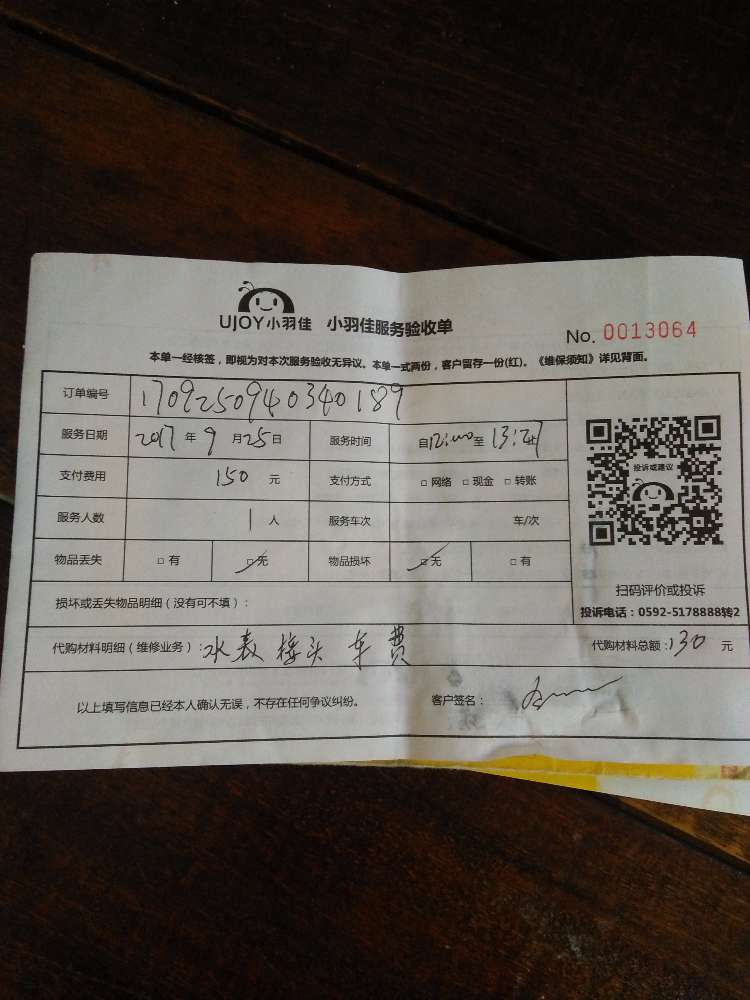 UJOY小羽佳 小羽佳服务验收单
No. 0013064
本单一经核签，即视为对本次服务验收无异议。本单一式两份，客户留存一份(红)。《维保须知》详见背面。
订单编号 1709250940340189
服务日期 2017 年 9 月 25 日 服务时间 自12:00至 13:27
支付费用 150 元 支付方式 □ 网络 □ 现金 □ 转账
服务人数 1 人 服务车次 车/次
物品丢失 □ 有 □ 无 物品损坏 □ 无 □ 有
投诉或建议
扫码评价或投诉
投诉电话：0592-5178888转2
损坏或丢失物品明细（没有可不填）：
代购材料明细（维修业务）：水表 接头 车费 代购材料总额：130 元
以上填写信息已经本人确认无误，不存在任何争议纠纷。 客户签名：